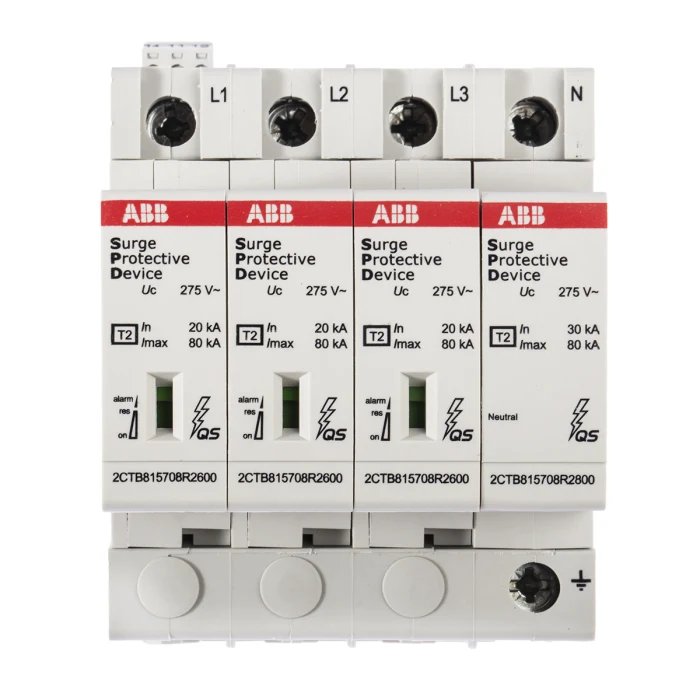 14 11 12
L1 L2 L3 N
ABB
Surge
Protective
Device
Uc 275 V~
T2
In 20 kA
Imax 80 kA
alarm
res
on
QS
2CTB815708R2600
ABB
Surge
Protective
Device
Uc 275 V~
T2
In 20 kA
Imax 80 kA
alarm
res
on
QS
2CTB815708R2600
ABB
Surge
Protective
Device
Uc 275 V~
T2
In 20 kA
Imax 80 kA
alarm
res
on
QS
2CTB815708R2600
ABB
Surge
Protective
Device
Uc 275 V~
T2
In 30 kA
Imax 80 kA
Neutral
QS
2CTB815708R2800